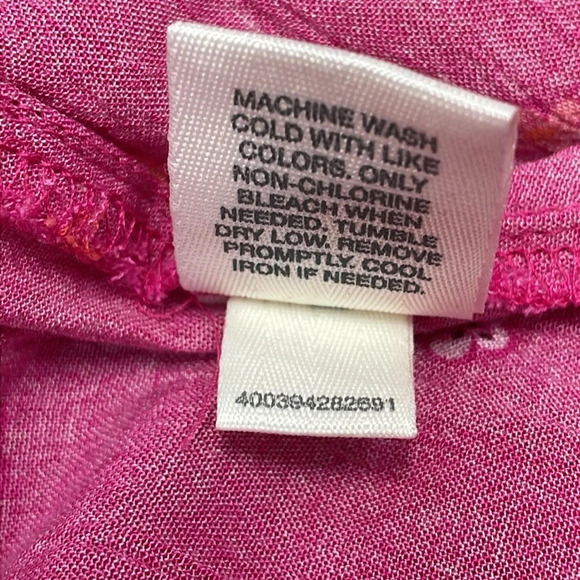 MACHINE WASH
COLD WITH LIKE
COLORS. ONLY
NON-CHLORINE
BLEACH WHEN
NEEDED. TUMBLE
DRY LOW. REMOVE
PROMPTLY. COOL
IRON IF NEEDED.
400394282691